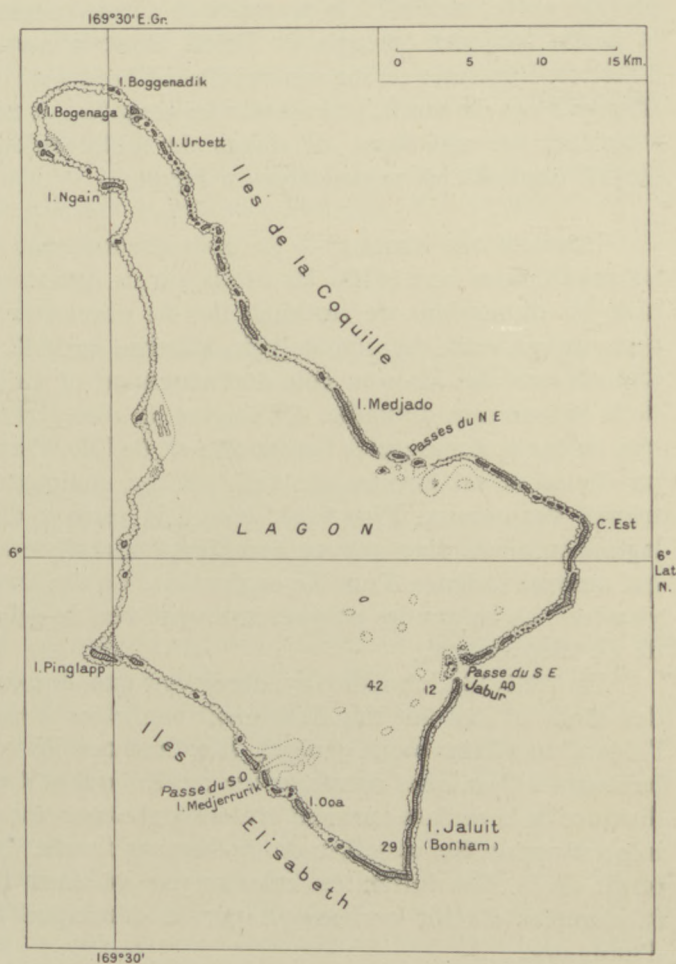 169°30' E.Gr.
0 5 10 15 Km.
I. Boggenadik
I. Bogenaga
I. Urbett
I. Ngain
Iles de la Coquille
I. Medjado
Passes du N E
LAGON
C. Est
6°
6°
Lat.
N.
I. Pinglapp
Passe du S E
42
12
Jabur
40
Iles Elisabeth
Passe du S O
I. Medjerrurik
I. Ooa
I. Jaluit
(Bonham)
29
169°30'